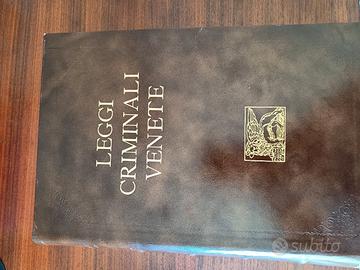 LEGGI
CRIMINALI
VENETE
subito